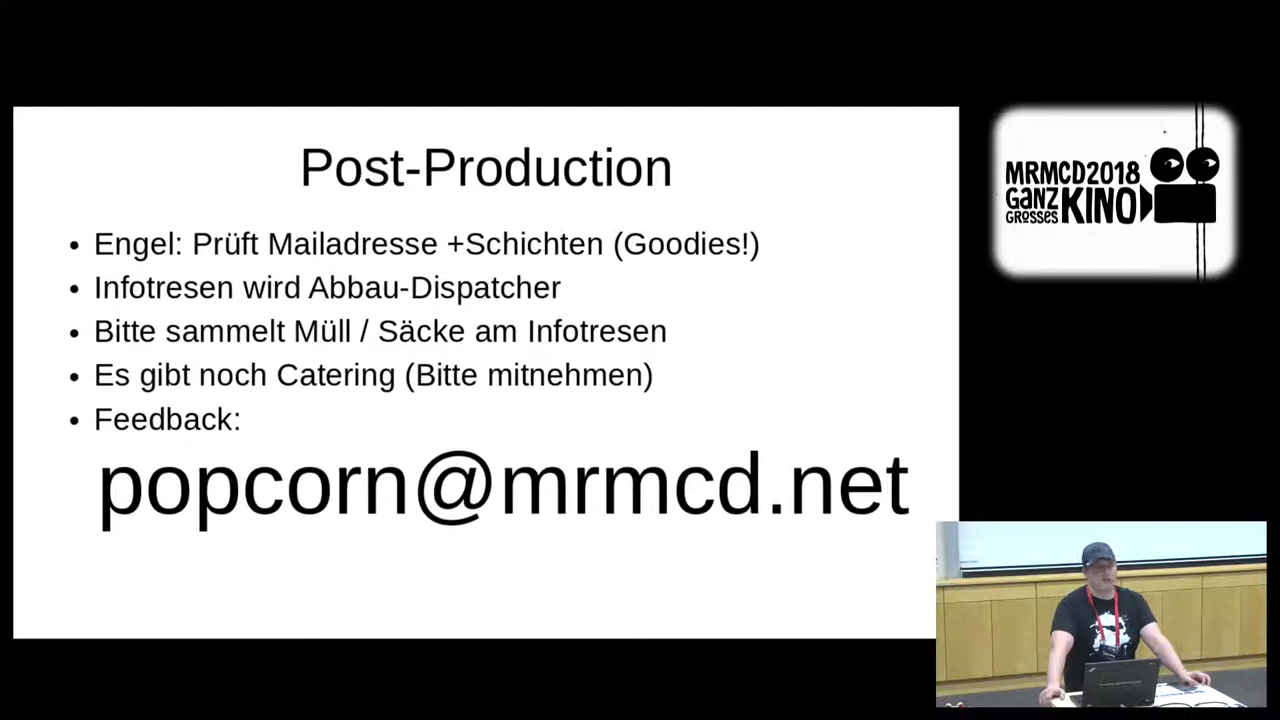 Post-Production
• Engel: Prüft Mailadresse +Schichten (Goodies!)
• Infotresen wird Abbau-Dispatcher
• Bitte sammelt Müll / Säcke am Infotresen
• Es gibt noch Catering (Bitte mitnehmen)
• Feedback:
popcorn@mrmcd.net
MRMCD2018
GANZ
GROSSES
KINO